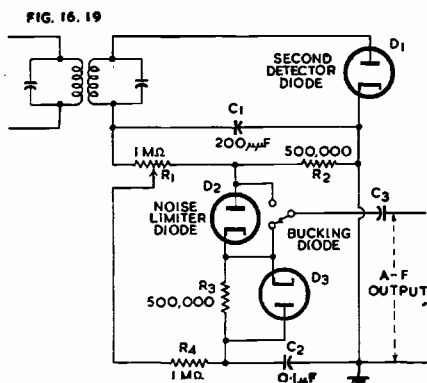 FIG. 16.19
D1
SECOND
DETECTOR
DIODE
C1
200μμF
1 MΩ
R1
500,000
R2
D2
NOISE
LIMITER
DIODE
C3
BUCKING
DIODE
D3
A-F
OUTPUT
R3
500,000
R4
1 MΩ
C2
0.1μF